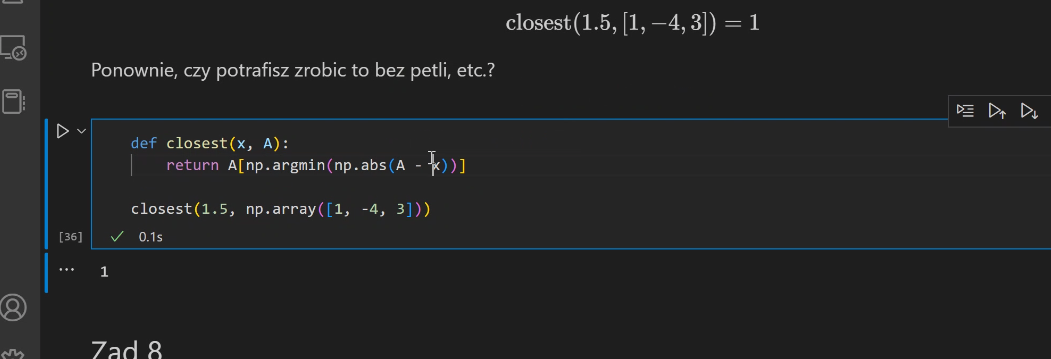 closest(1.5, [1, −4, 3]) = 1
Ponownie, czy potrafisz zrobic to bez petli, etc.?
def closest(x, A):
return A[np.argmin(np.abs(A - x))]
closest(1.5, np.array([1, -4, 3]))
[36] 0.1s
1
Zad 8